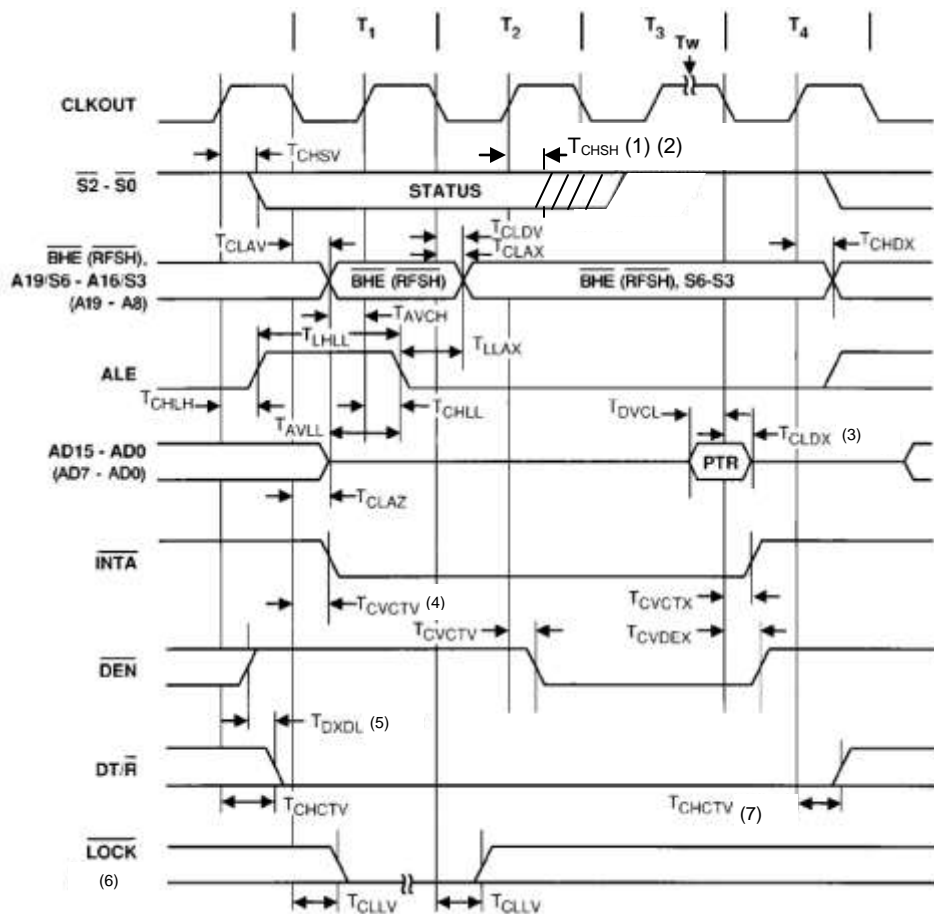 T1 T2 T3 T4
Tw
CLKOUT
TCHSH (1) (2)
TCHSV
S2 - S0
STATUS
TCLAV
TCLDV
TCLAX
TCHDX
BHE (RFSH),
A19/S6 - A16/S3
(A19 - A8)
BHE (RFSH)
BHE (RFSH), S6-S3
TAVCH
TLHLL
TLLAX
ALE
TCHLH
TCHLL
TDVCL
TAVLL
TCLDX (3)
AD15 - AD0
(AD7 - AD0)
PTR
TCLAZ
INTA
TCVCTV (4)
TCVCTX
TCVCTV
TCVDEX
DEN
TDXDL (5)
DT/R
TCHCTV
TCHCTV (7)
LOCK
(6)
TCLLV
TCLLV